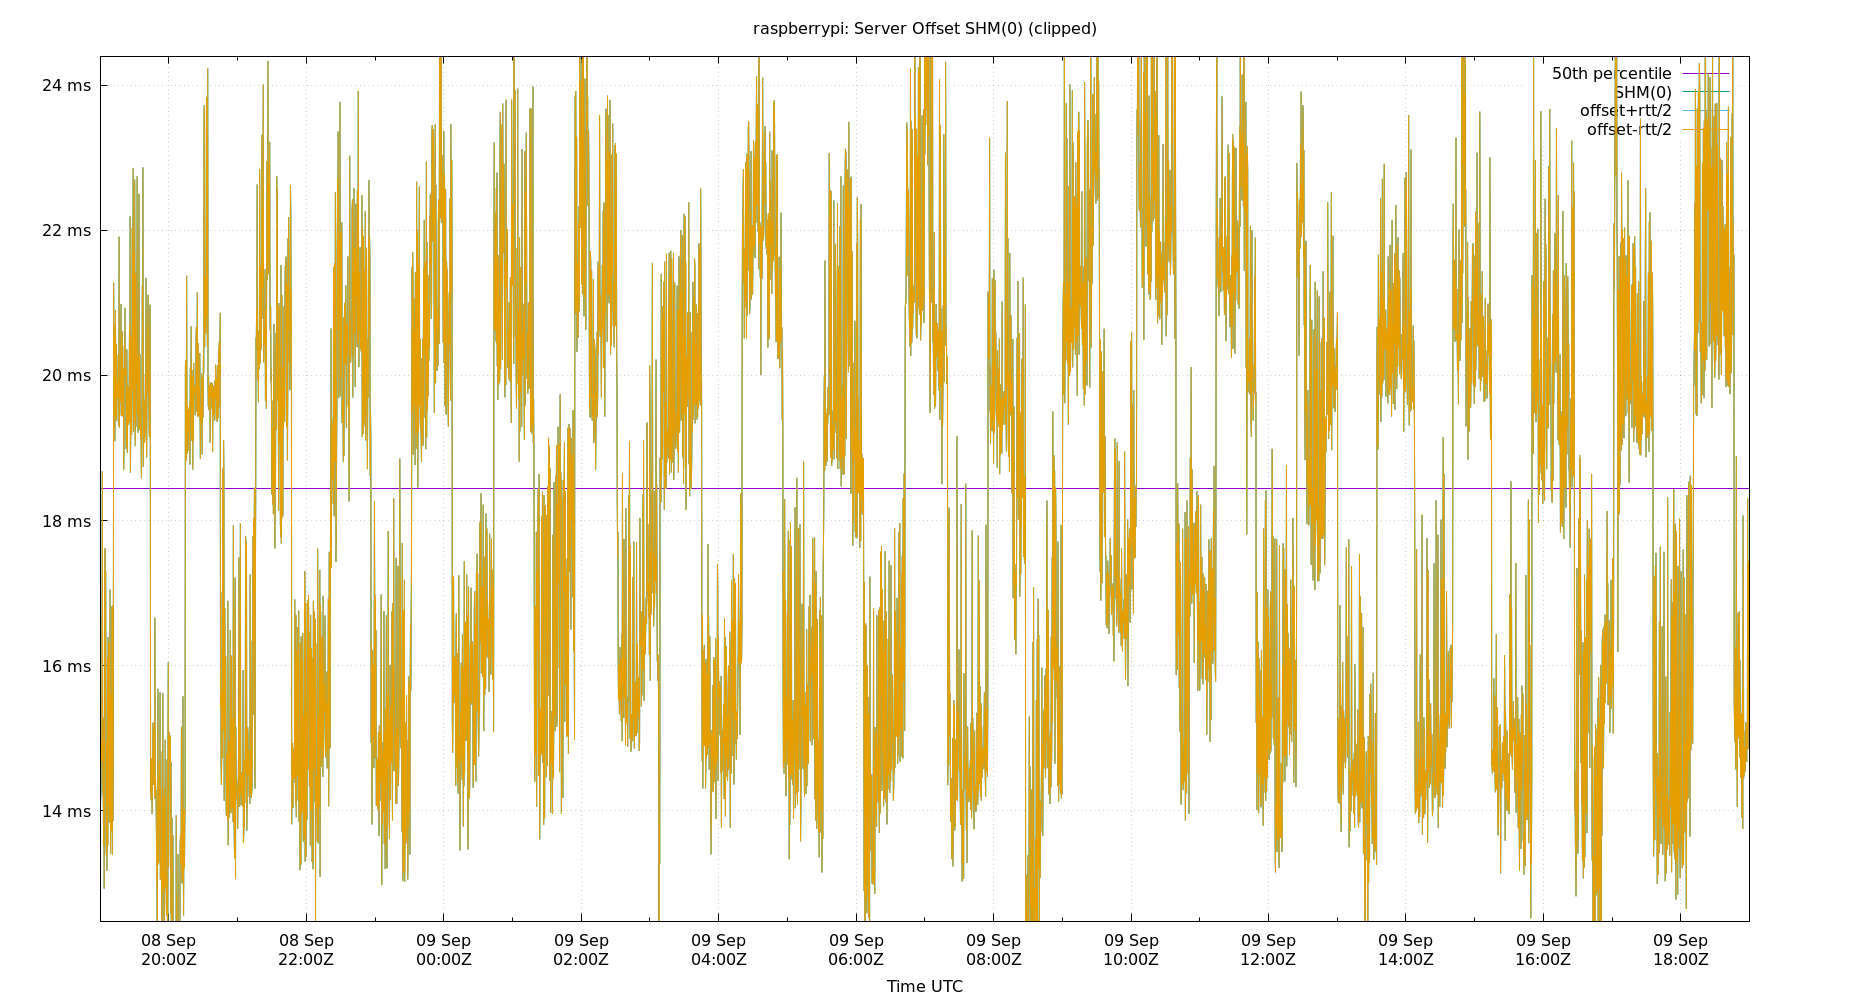 raspberrypi: Server Offset SHM(0) (clipped)
24 ms
22 ms
20 ms
18 ms
16 ms
14 ms
50th percentile
SHM(0)
offset+rtt/2
offset-rtt/2
08 Sep 08 Sep 09 Sep 09 Sep 09 Sep 09 Sep 09 Sep 09 Sep 09 Sep 09 Sep 09 Sep 09 Sep
20:00Z 22:00Z 00:00Z 02:00Z 04:00Z 06:00Z 08:00Z 10:00Z 12:00Z 14:00Z 16:00Z 18:00Z
Time UTC